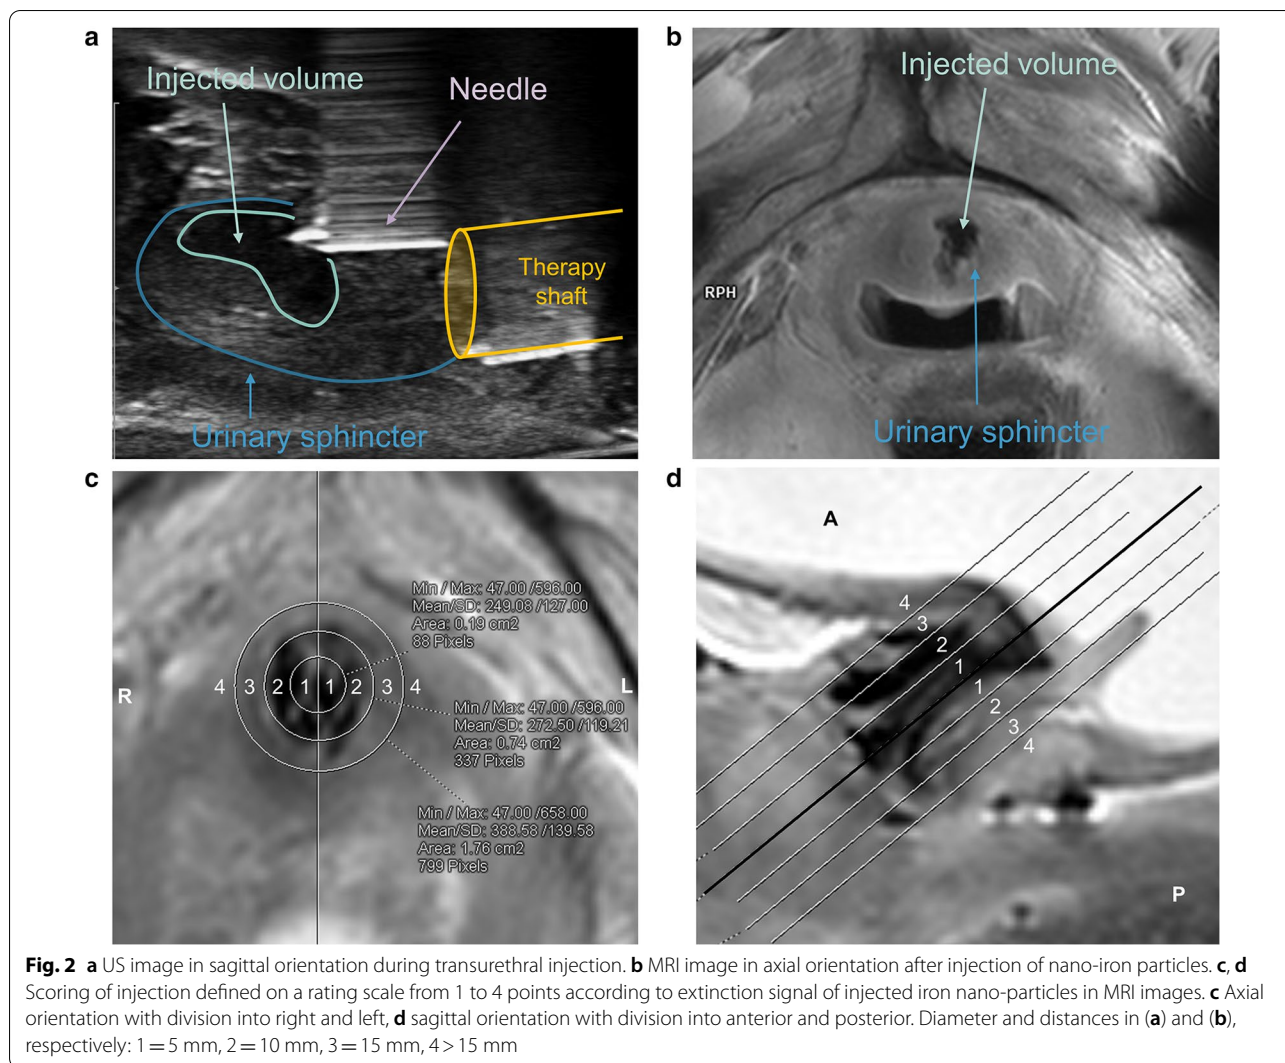 a
Injected volume
Needle
Therapy
shaft
Urinary sphincter
b
Injected volume
RPH
Urinary sphincter
c
Min / Max: 47.00 /596.00
Mean/SD: 249.08 /127.00
Area: 0.19 cm2
88 Pixels
R 4 3 2 1 1 2 3 4 L
Min / Max: 47.00 /596.00
Mean/SD: 272.50 /119.21
Area: 0.74 cm2
337 Pixels
Min / Max: 47.00 /658.00
Mean/SD: 388.58 /139.58
Area: 1.76 cm2
799 Pixels
d
A
4
3
2
1
1
2
3
4
P
Fig. 2 a US image in sagittal orientation during transurethral injection. b MRI image in axial orientation after injection of nano-iron particles. c, d
Scoring of injection defined on a rating scale from 1 to 4 points according to extinction signal of injected iron nano-particles in MRI images. c Axial
orientation with division into right and left, d sagittal orientation with division into anterior and posterior. Diameter and distances in (a) and (b),
respectively: 1 = 5 mm, 2 = 10 mm, 3 = 15 mm, 4 > 15 mm